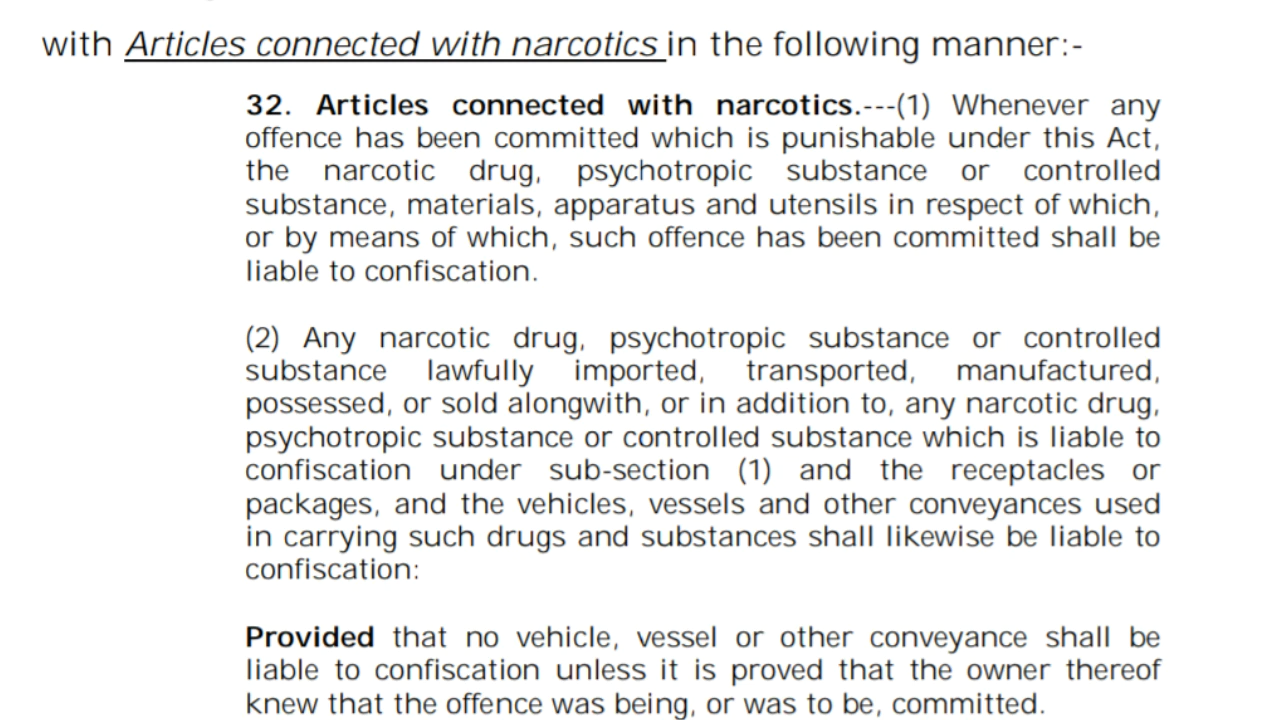 with Articles connected with narcotics in the following manner:-
32. Articles connected with narcotics.---(1) Whenever any
offence has been committed which is punishable under this Act,
the narcotic drug, psychotropic substance or controlled
substance, materials, apparatus and utensils in respect of which,
or by means of which, such offence has been committed shall be
liable to confiscation.
(2) Any narcotic drug, psychotropic substance or controlled
substance lawfully imported, transported, manufactured,
possessed, or sold alongwith, or in addition to, any narcotic drug,
psychotropic substance or controlled substance which is liable to
confiscation under sub-section (1) and the receptacles or
packages, and the vehicles, vessels and other conveyances used
in carrying such drugs and substances shall likewise be liable to
confiscation:
Provided that no vehicle, vessel or other conveyance shall be
liable to confiscation unless it is proved that the owner thereof
knew that the offence was being, or was to be, committed.